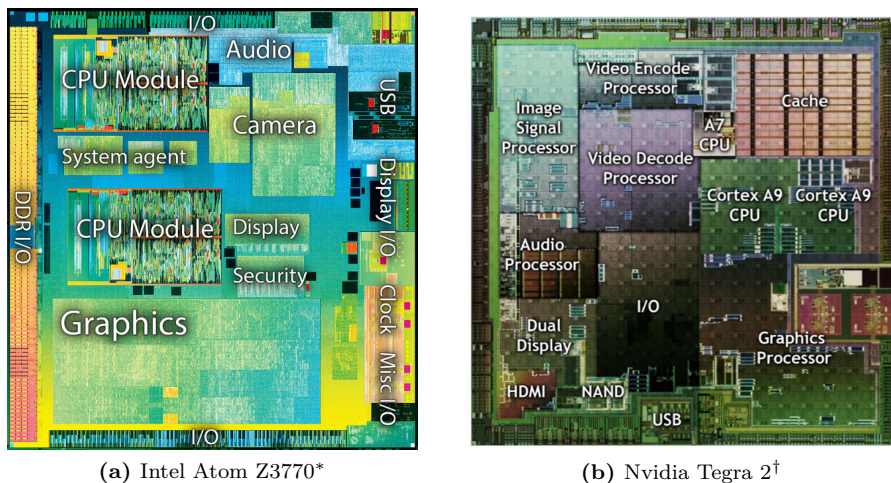 I/O
Audio
CPU Module
USB
Camera
System agent
DDR I/O
Display I/O
CPU Module
Display
Security
Clock
Graphics
Misc I/O
I/O
(a) Intel Atom Z3770*
Video Encode
Processor
Cache
Image
Signal
Processor
A7
CPU
Video Decode
Processor
Cortex A9
CPU
Cortex A9
CPU
Audio
Processor
I/O
Dual
Display
Graphics
Processor
HDMI
NAND
USB
(b) Nvidia Tegra 2†